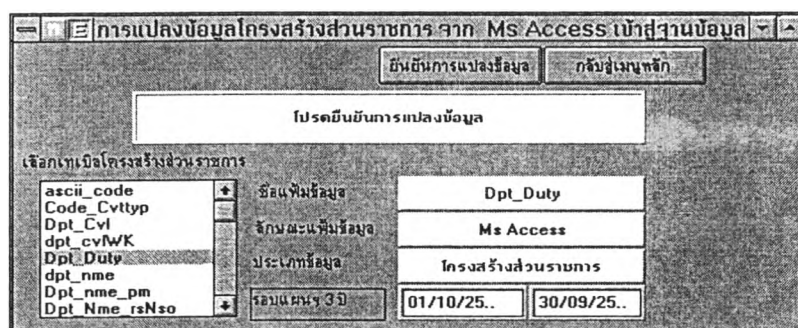 การแปลงข้อมูลโครงสร้างส่วนราชการ จาก Ms Access เข้าสู่ฐานข้อมูล
ยืนยันการแปลงข้อมูล กลับสู่เมนูหลัก
โปรดยืนยันการแปลงข้อมูล
เลือกเทเบิลโครงสร้างส่วนราชการ
ascii_code
Code_Cvttyp
Dpt_Cvl
dpt_cvlWK
Dpt_Duty
dpt_nme
Dpt_nme_pm
Dpt_Nme_rsNso
ชื่อแฟ้มข้อมูล Dpt_Duty
ลักษณะแฟ้มข้อมูล Ms Access
ประเภทข้อมูล โครงสร้างส่วนราชการ
รอบแผนฯ 3 ปี 01/10/25.. 30/09/25..